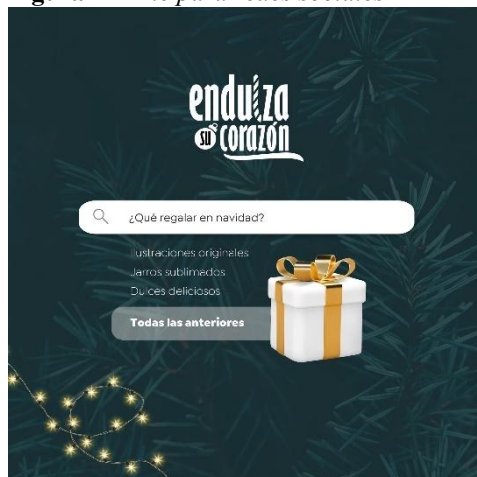 endulza
su corazón
¿Qué regalar en navidad?
Ilustraciones originales
Jarros sublimados
Dulces deliciosos
Todas las anteriores